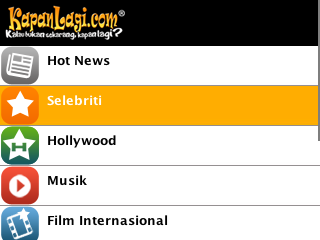 KapanLagi.com®
Kalau bukan sekarang, kapan lagi?
Hot News
Selebriti
Hollywood
Musik
Film Internasional